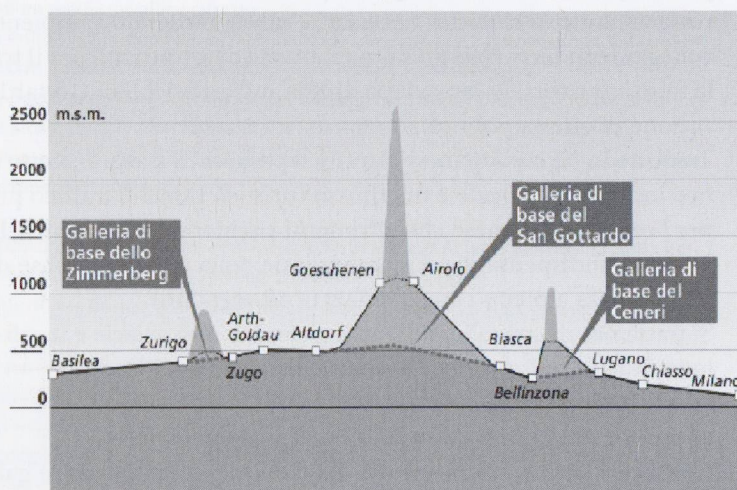 2500 m.s.m.
2000
1500
1000
500
0
Galleria di
base dello
Zimmerberg
Galleria di
base del
San Gottardo
Galleria di
base del
Ceneri
Basilea
Zurigo
Zugo
Arth-
Goldau
Altdorf
Goeschenen
Airolo
Biasca
Bellinzona
Lugano
Chiasso
Milano